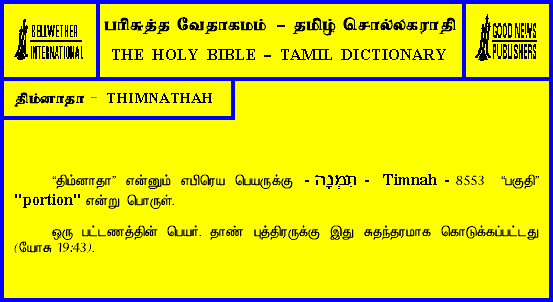 BELLWETHER
INTERNATIONAL
பரிசுத்த வேதாகமம் - தமிழ் சொல்லகராதி
THE HOLY BIBLE – TAMIL DICTIONARY
GOOD NEWS
PUBLISHERS
திம்னாதா - THIMNATHAH
“திம்னாதா” என்னும் எபிரெய பெயருக்கு - תִּמְנָה - Timnah - 8553 “பகுதி”
"portion" என்று பொருள்.
ஒரு பட்டணத்தின் பெயர். தாண் புத்திரருக்கு இது சுதந்தரமாக கொடுக்கப்பட்டது
(யோசு 19:43).